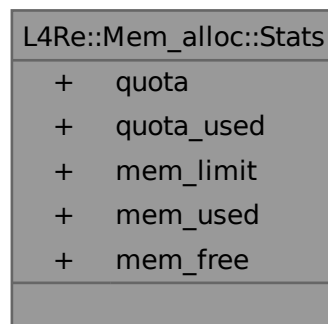 L4Re::Mem_alloc::Stats
+ quota
+ quota_used
+ mem_limit
+ mem_used
+ mem_free